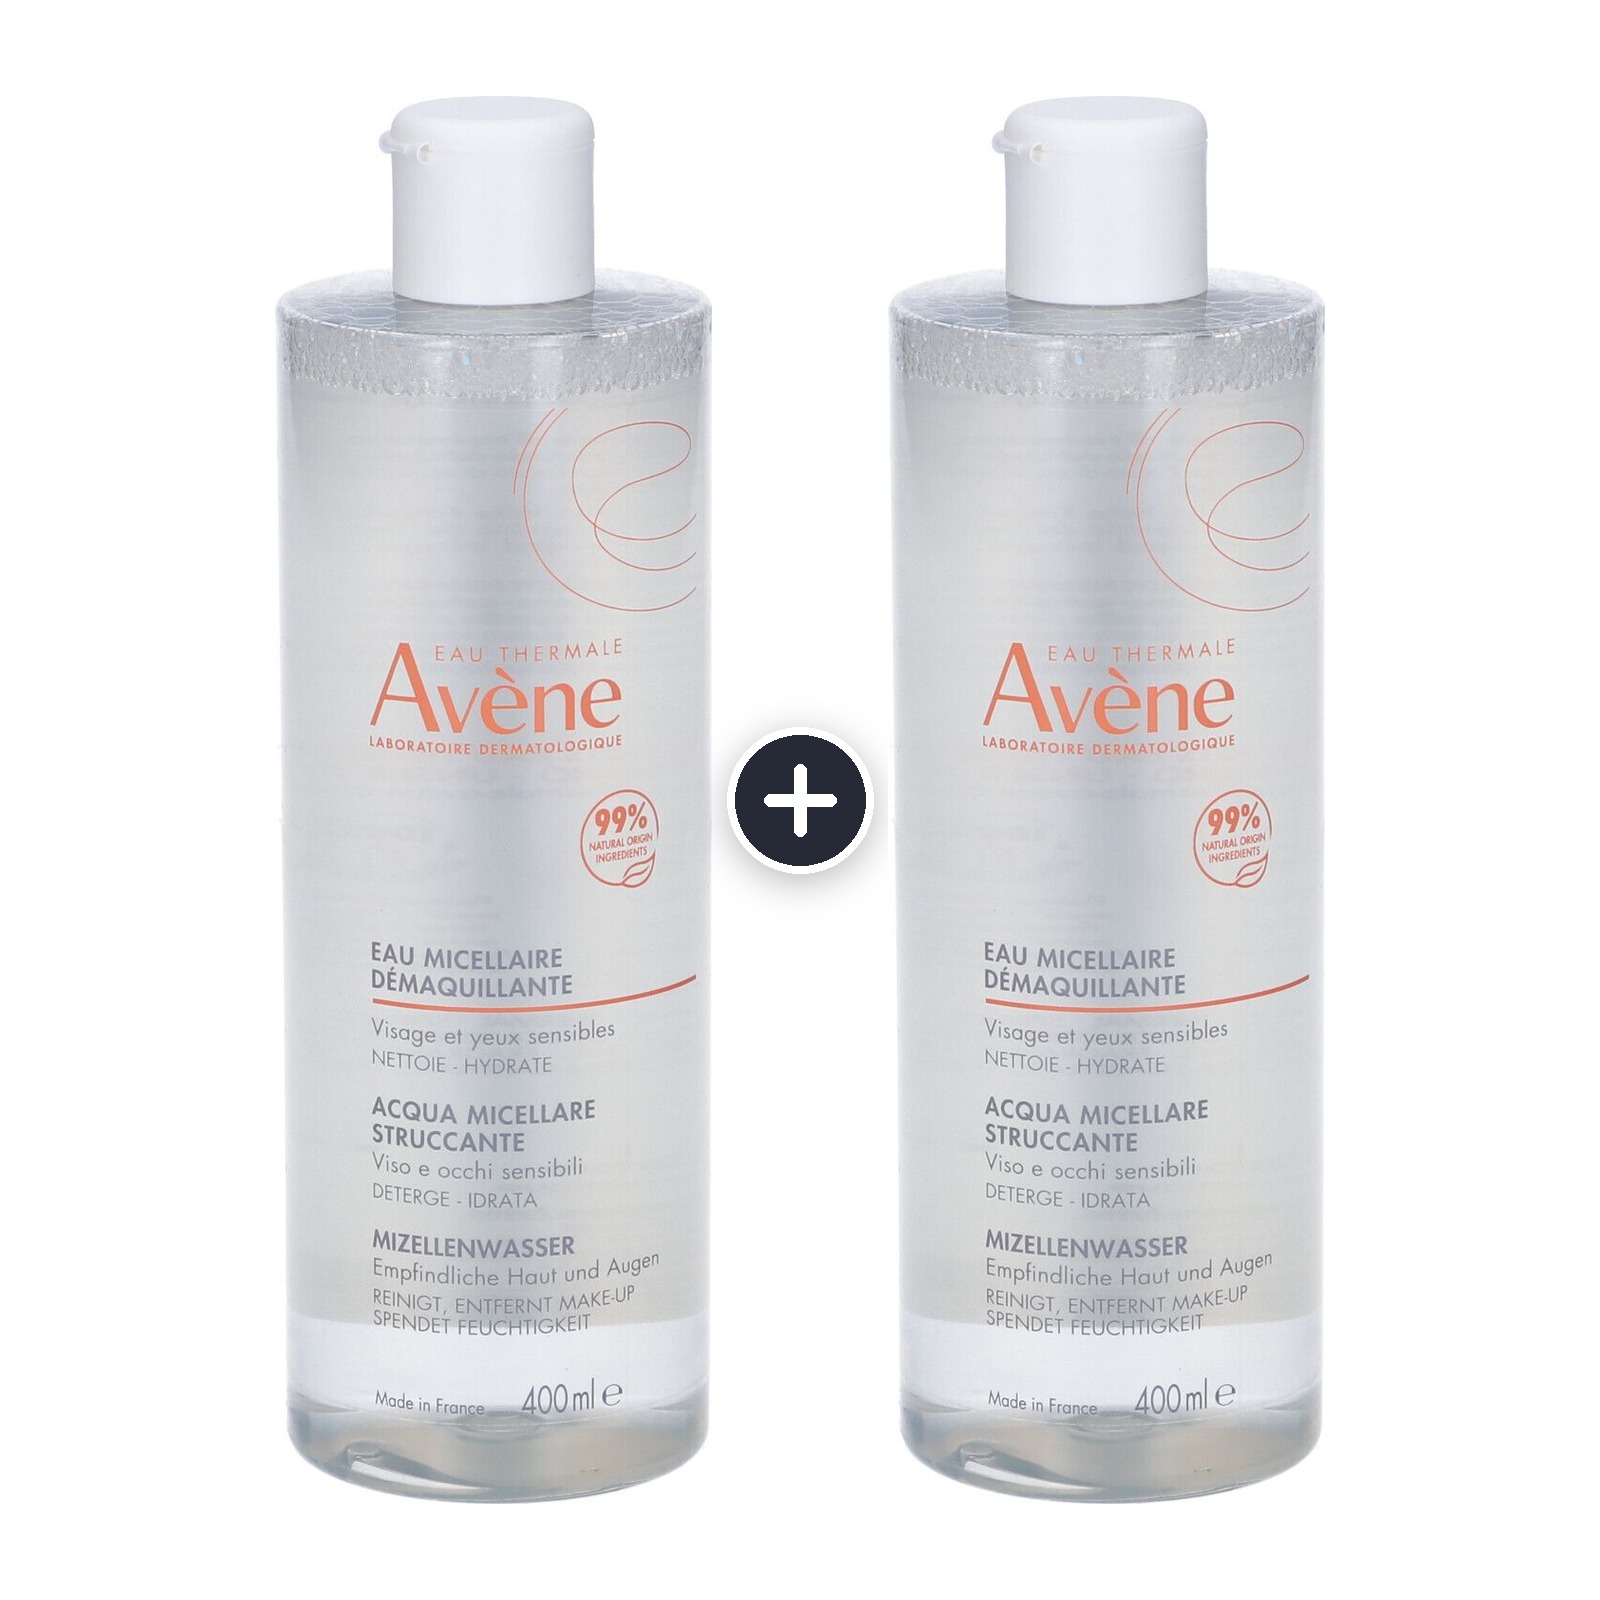 EAU THERMALE
Avène
LABORATOIRE DERMATOLOGIQUE
99%
NATURAL ORIGIN
INGREDIENTS
EAU MICELLAIRE
DÉMAQUILLANTE
Visage et yeux sensibles
NETTOIE - HYDRATE
ACQUA MICELLARE
STRUCCANTE
Viso e occhi sensibili
DETERGE - IDRATA
MIZELLENWASSER
Empfindliche Haut und Augen
REINIGT, ENTFERNT MAKE-UP
SPENDET FEUCHTIGKEIT
Made in France 400 ml e
EAU THERMALE
Avène
LABORATOIRE DERMATOLOGIQUE
99%
NATURAL ORIGIN
INGREDIENTS
EAU MICELLAIRE
DÉMAQUILLANTE
Visage et yeux sensibles
NETTOIE - HYDRATE
ACQUA MICELLARE
STRUCCANTE
Viso e occhi sensibili
DETERGE - IDRATA
MIZELLENWASSER
Empfindliche Haut und Augen
REINIGT, ENTFERNT MAKE-UP
SPENDET FEUCHTIGKEIT
Made in France 400 ml e